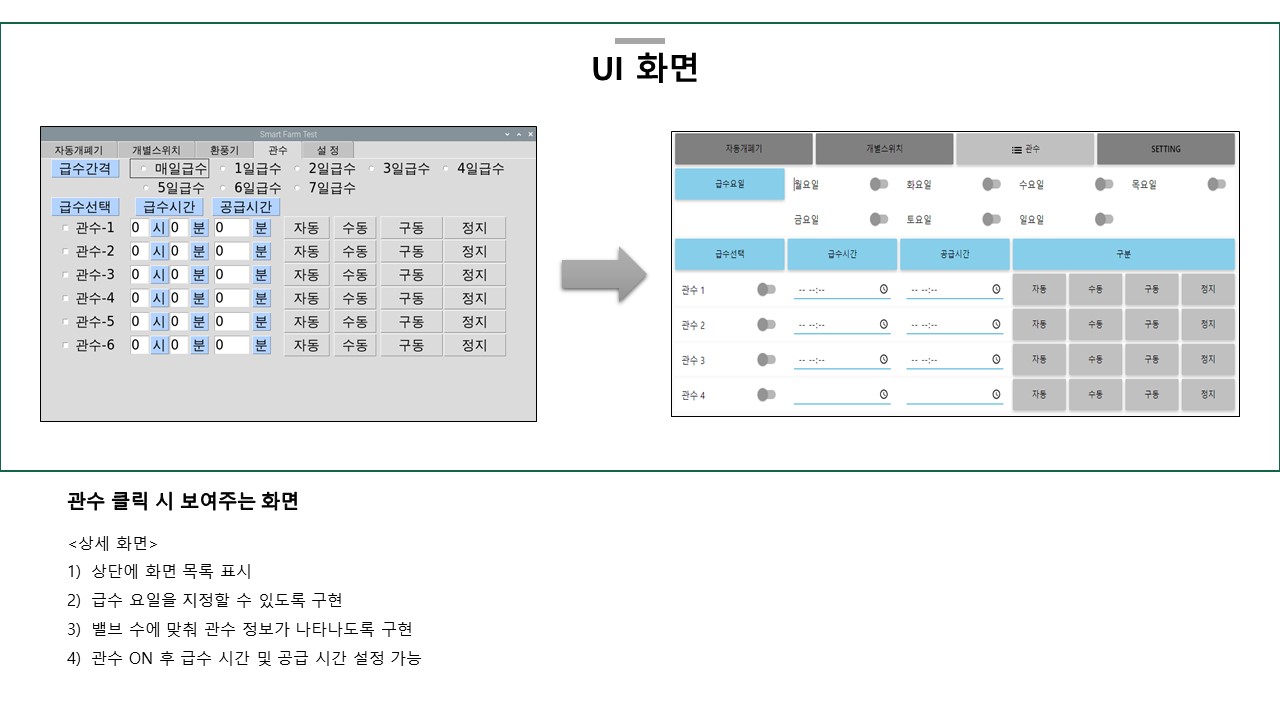 UI 화면
Smart Farm Test
자동개폐기 개별스위치 환풍기 관수 설 정
급수간격 매일급수 1일급수 2일급수 3일급수 4일급수
5일급수 6일급수 7일급수
급수선택 급수시간 공급시간
관수-1 0 시 0 분 0 분 자동 수동 구동 정지
관수-2 0 시 0 분 0 분 자동 수동 구동 정지
관수-3 0 시 0 분 0 분 자동 수동 구동 정지
관수-4 0 시 0 분 0 분 자동 수동 구동 정지
관수-5 0 시 0 분 0 분 자동 수동 구동 정지
관수-6 0 시 0 분 0 분 자동 수동 구동 정지
자동개폐기 개별스위치 관수 SETTING
급수요일 월요일 화요일 수요일 목요일
금요일 토요일 일요일
급수선택 급수시간 공급시간 구분
관수 1 -- --:-- -- --:-- 자동 수동 구동 정지
관수 2 -- --:-- -- --:-- 자동 수동 구동 정지
관수 3 -- --:-- -- --:-- 자동 수동 구동 정지
관수 4 자동 수동 구동 정지
관수 클릭 시 보여주는 화면
<상세 화면>
1) 상단에 화면 목록 표시
2) 급수 요일을 지정할 수 있도록 구현
3) 밸브 수에 맞춰 관수 정보가 나타나도록 구현
4) 관수 ON 후 급수 시간 및 공급 시간 설정 가능